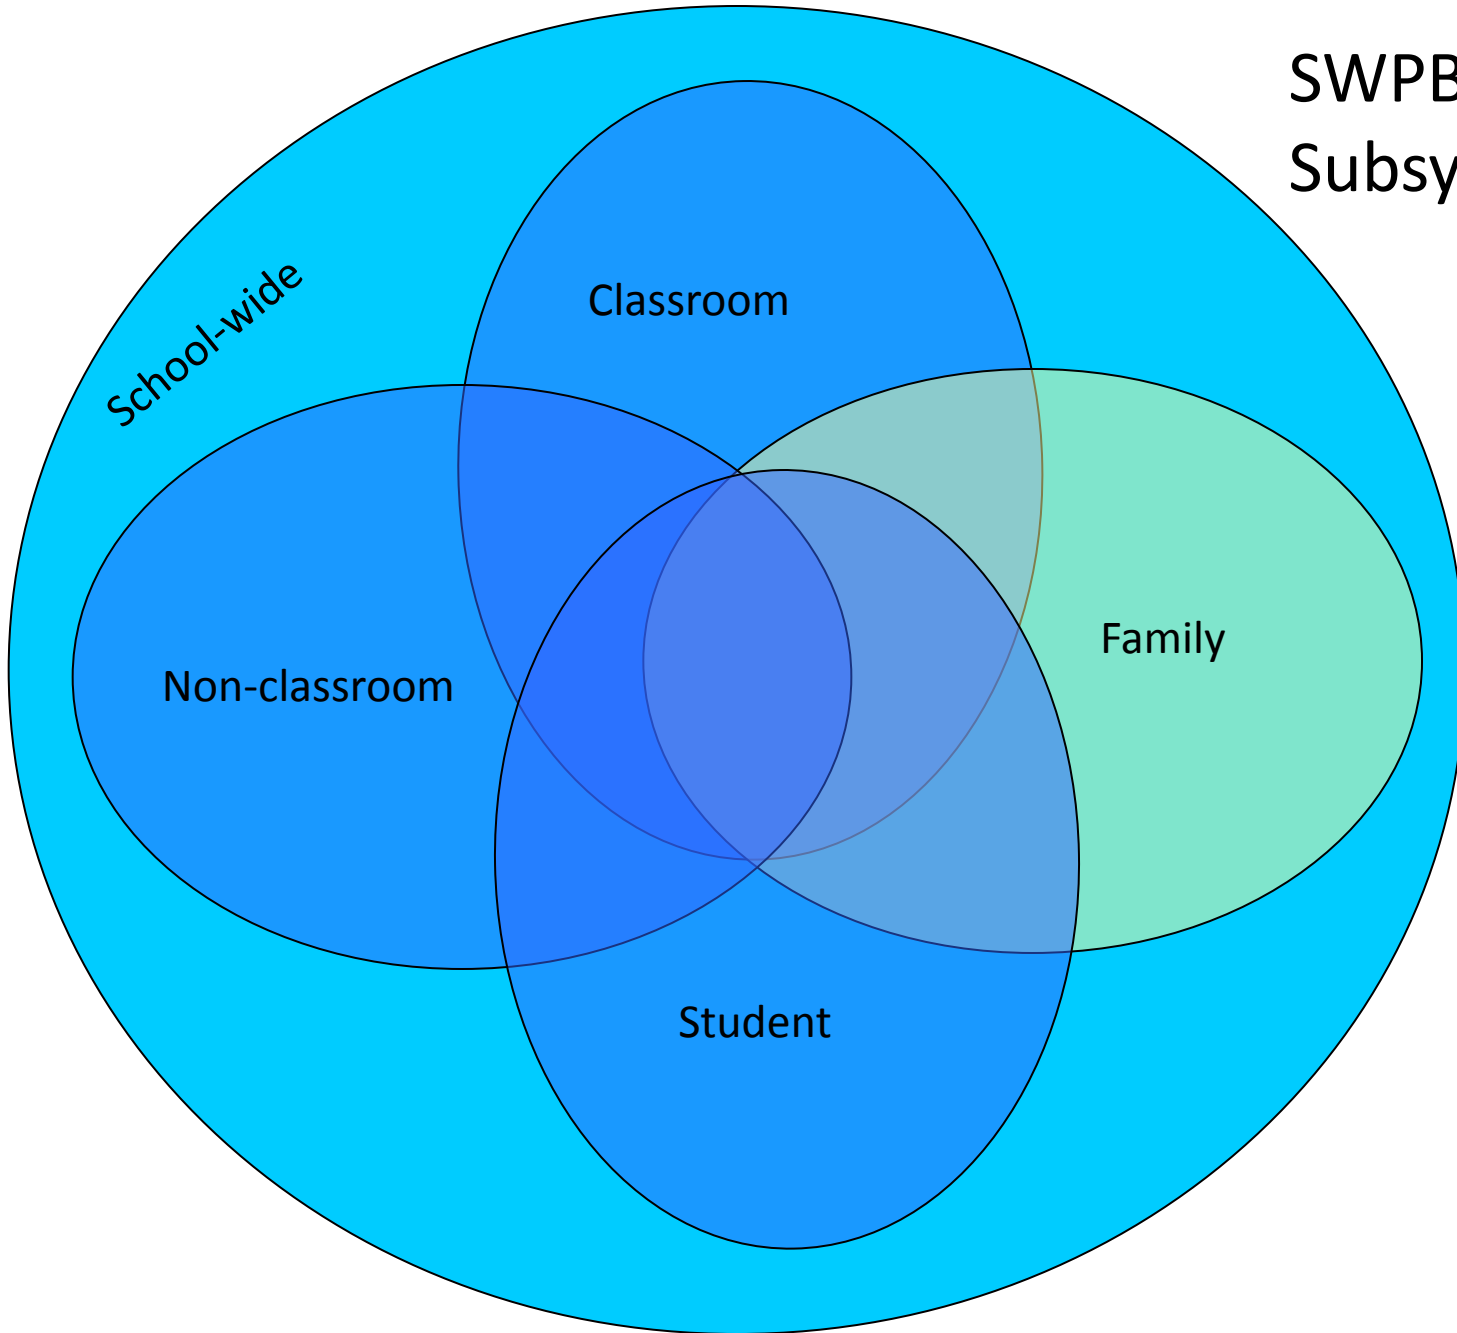 SWPB
Subsy
School-wide
Classroom
Family
Non-classroom
Student